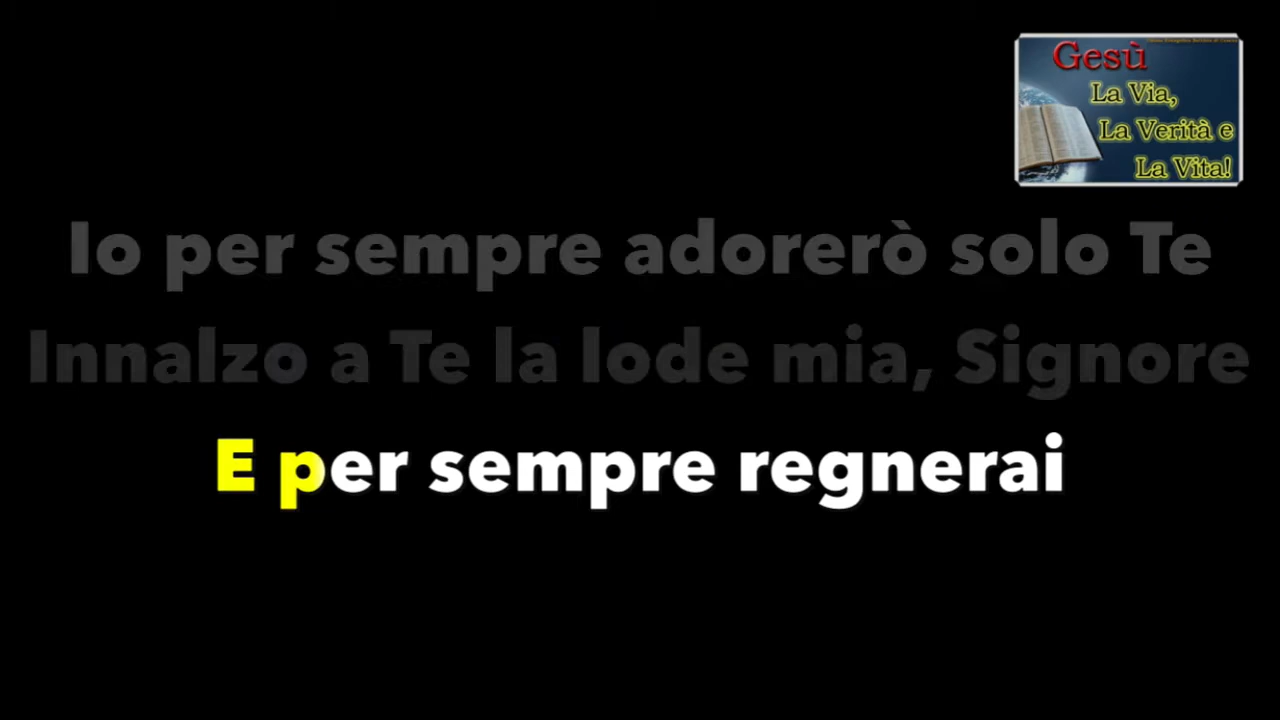 Gesù
La Via,
La Verità e
La Vita!
Io per sempre adorerò solo Te
Innalzo a Te la lode mia, Signore
E per sempre regnerai